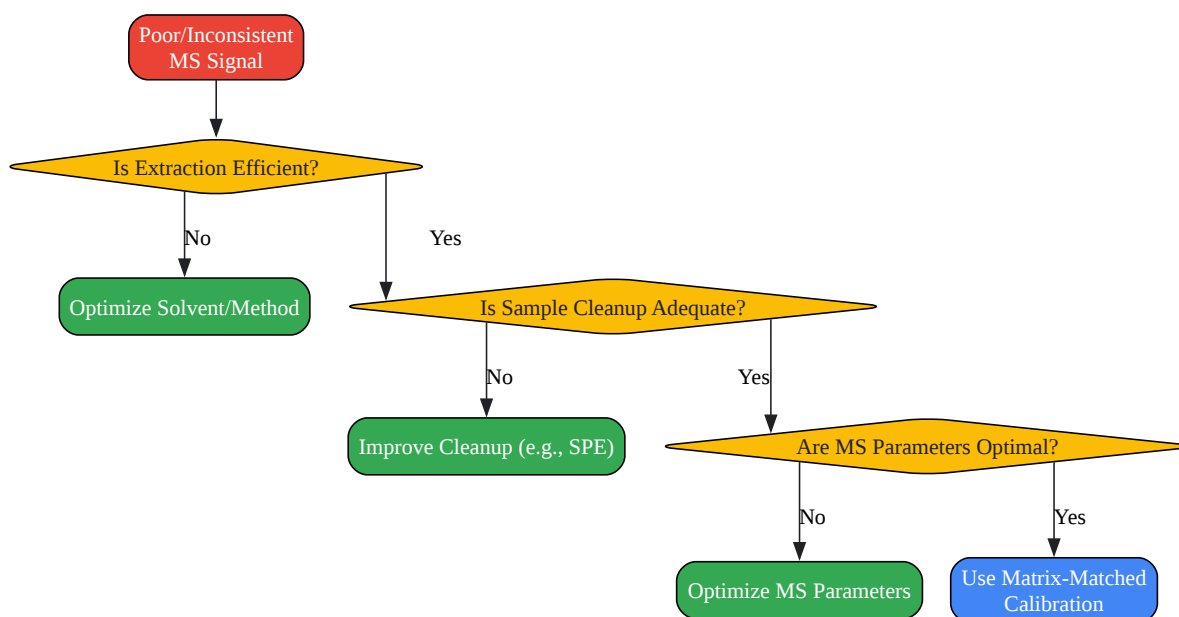 Poor/Inconsistent
MS Signal
Is Extraction Efficient?
No
Yes
Optimize Solvent/Method
Is Sample Cleanup Adequate?
No
Yes
Improve Cleanup (e.g., SPE)
Are MS Parameters Optimal?
No
Yes
Optimize MS Parameters
Use Matrix-Matched
Calibration